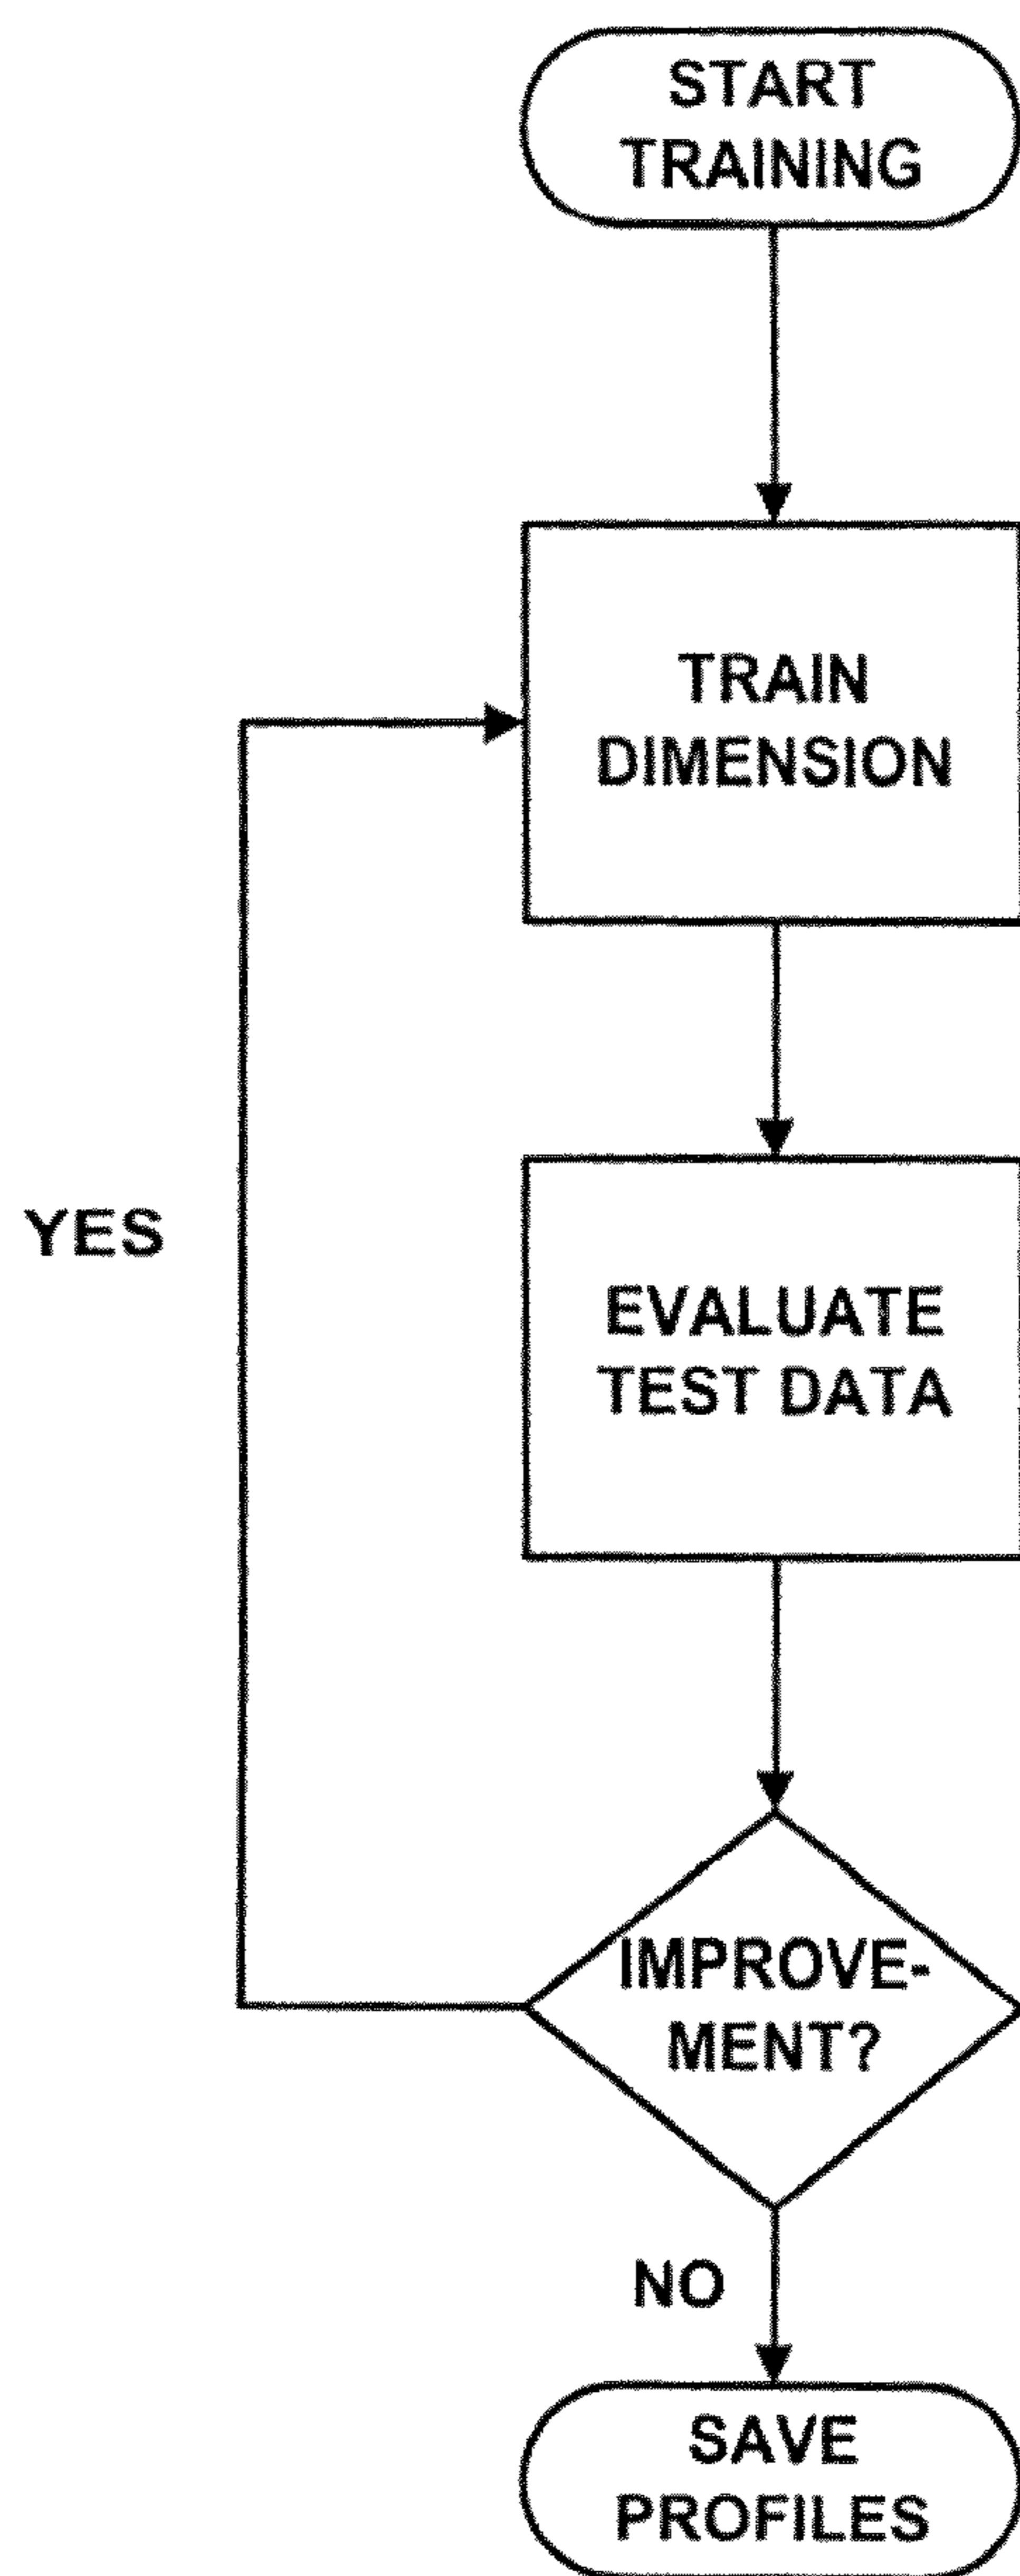 START
TRAINING
TRAIN
DIMENSION
YES
EVALUATE
TEST DATA
IMPROVE-
MENT?
NO
SAVE
PROFILES